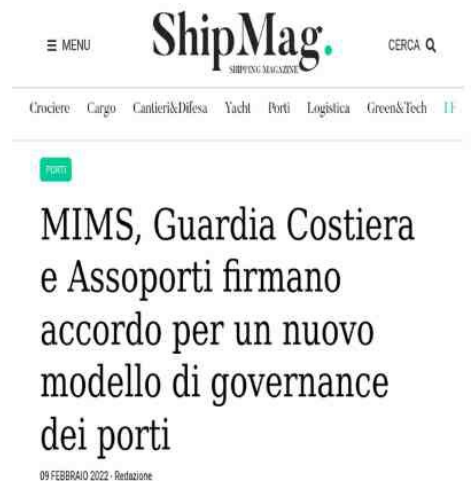 ≡ MENU
ShipMag.
SHIPPING MAGAZINE
CERCA
Crociere Cargo Cantieri&Difesa Yacht Porti Logistica Green&Tech
PORTI
MIMS, Guardia Costiera
e Assoporti firmano
accordo per un nuovo
modello di governance
dei porti
09 FEBBRAIO 2022 - Redazione